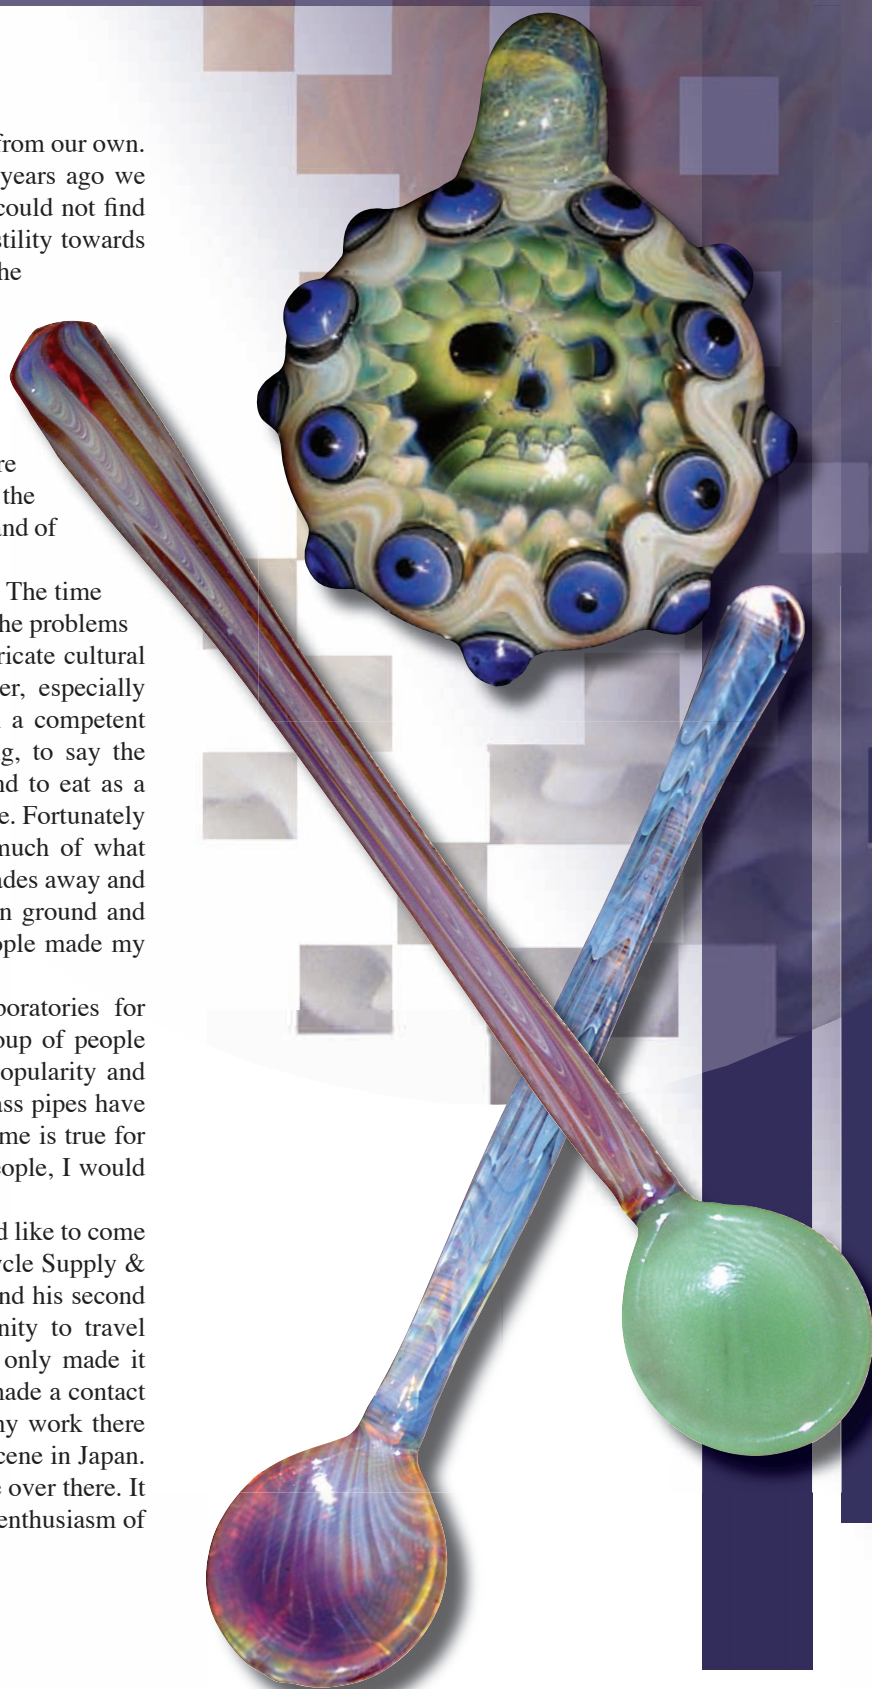 from our own.
years ago we
could not find
stility towards
he
re
the
and of
The time
he problems
ricate cultural
er, especially
a competent
g, to say the
nd to eat as a
e. Fortunately
much of what
ades away and
n ground and
ople made my
boratories for
oup of people
opularity and
ass pipes have
me is true for
eople, I would
d like to come
ycle Supply &
nd his second
nity to travel
only made it
made a contact
ny work there
cene in Japan.
e over there. It
enthusiasm of